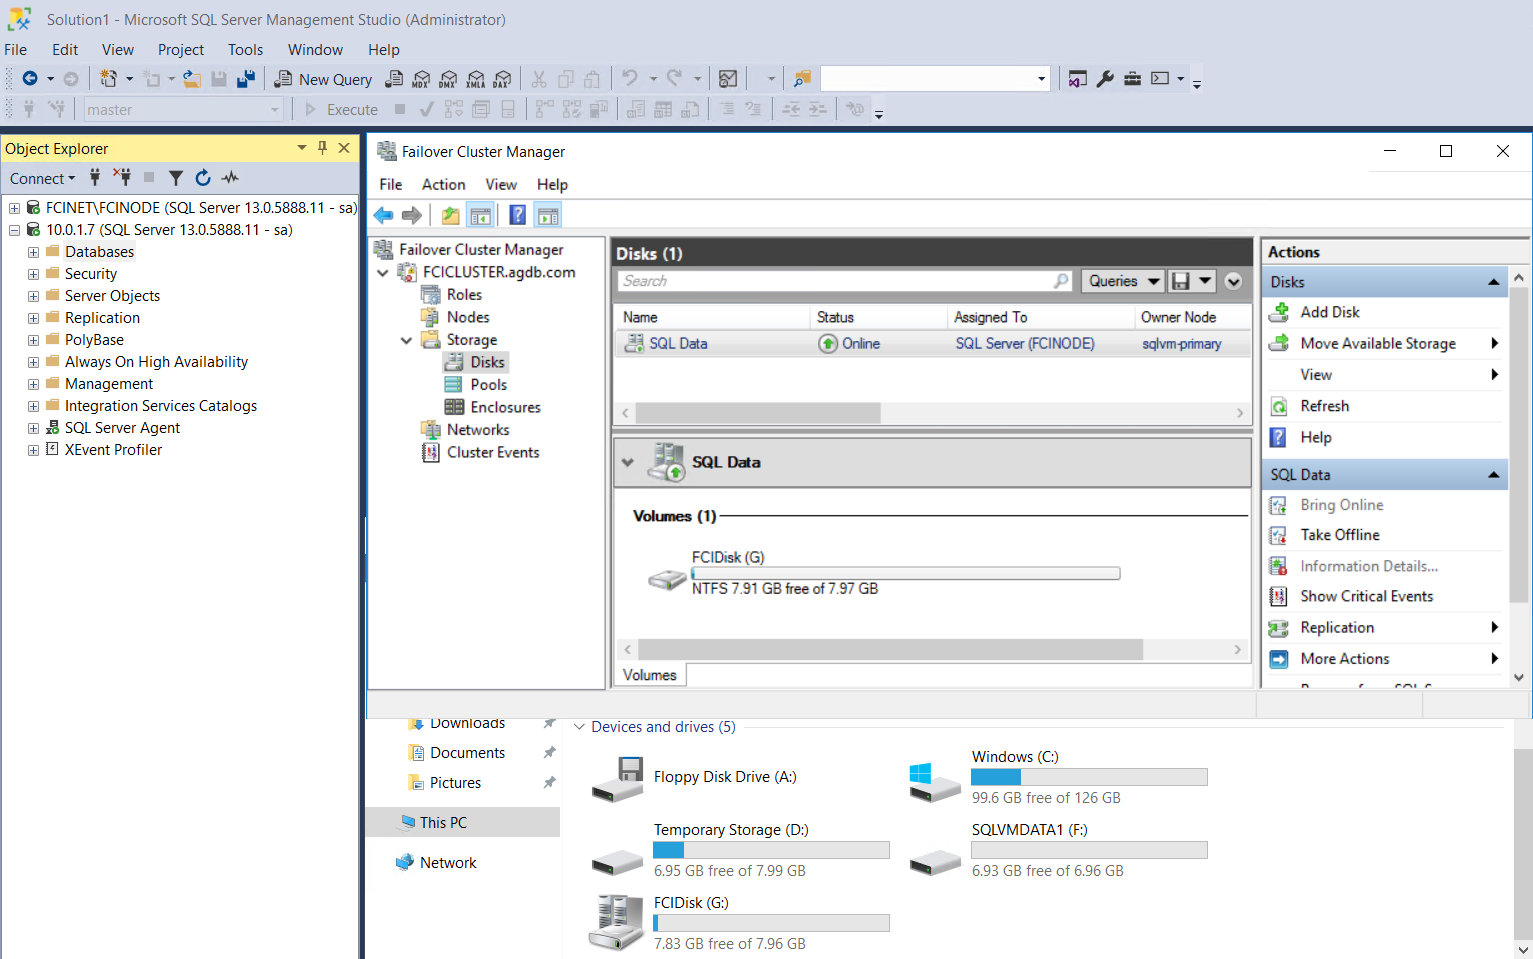 Solution1 - Microsoft SQL Server Management Studio (Administrator)
File Edit View Project Tools Window Help
New Query MDX DMX XMLA DAX
master Execute
Object Explorer
Connect
FCINET\FCINODE (SQL Server 13.0.5888.11 - sa)
10.0.1.7 (SQL Server 13.0.5888.11 - sa)
Databases
Security
Server Objects
Replication
PolyBase
Always On High Availability
Management
Integration Services Catalogs
SQL Server Agent
XEvent Profiler
Failover Cluster Manager
File Action View Help
Failover Cluster Manager
FCICLUSTER.agdb.com
Roles
Nodes
Storage
Disks
Pools
Enclosures
Networks
Cluster Events
Disks (1)
Search Queries
Name Status Assigned To Owner Node
SQL Data Online SQL Server (FCINODE) sqlvm-primary
SQL Data
Volumes (1)
FCIDisk (G)
NTFS 7.91 GB free of 7.97 GB
Volumes
Actions
Disks
Add Disk
Move Available Storage
View
Refresh
Help
SQL Data
Bring Online
Take Offline
Information Details...
Show Critical Events
Replication
More Actions
Downloads
Documents
Pictures
This PC
Network
Devices and drives (5)
Floppy Disk Drive (A:)
Windows (C:)
99.6 GB free of 126 GB
Temporary Storage (D:)
6.95 GB free of 7.99 GB
SQLVMDATA1 (F:)
6.93 GB free of 6.96 GB
FCIDisk (G:)
7.83 GB free of 7.96 GB